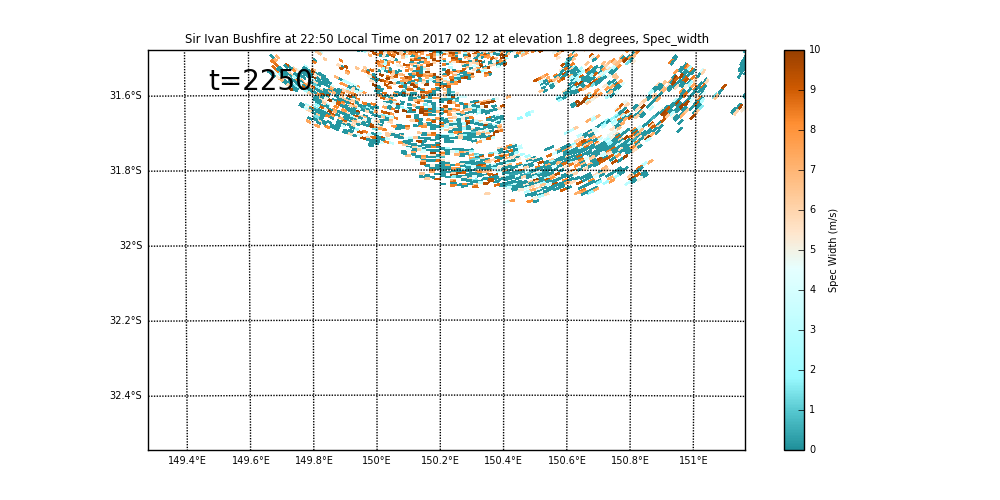 Sir Ivan Bushfire at 22:50 Local Time on 2017 02 12 at elevation 1.8 degrees, Spec_width
t=2250
31.6°S
31.8°S
32°S
32.2°S
32.4°S
149.4°E 149.6°E 149.8°E 150°E 150.2°E 150.4°E 150.6°E 150.8°E 151°E
10
9
8
7
6
5
4
3
2
1
0
Spec Width (m/s)